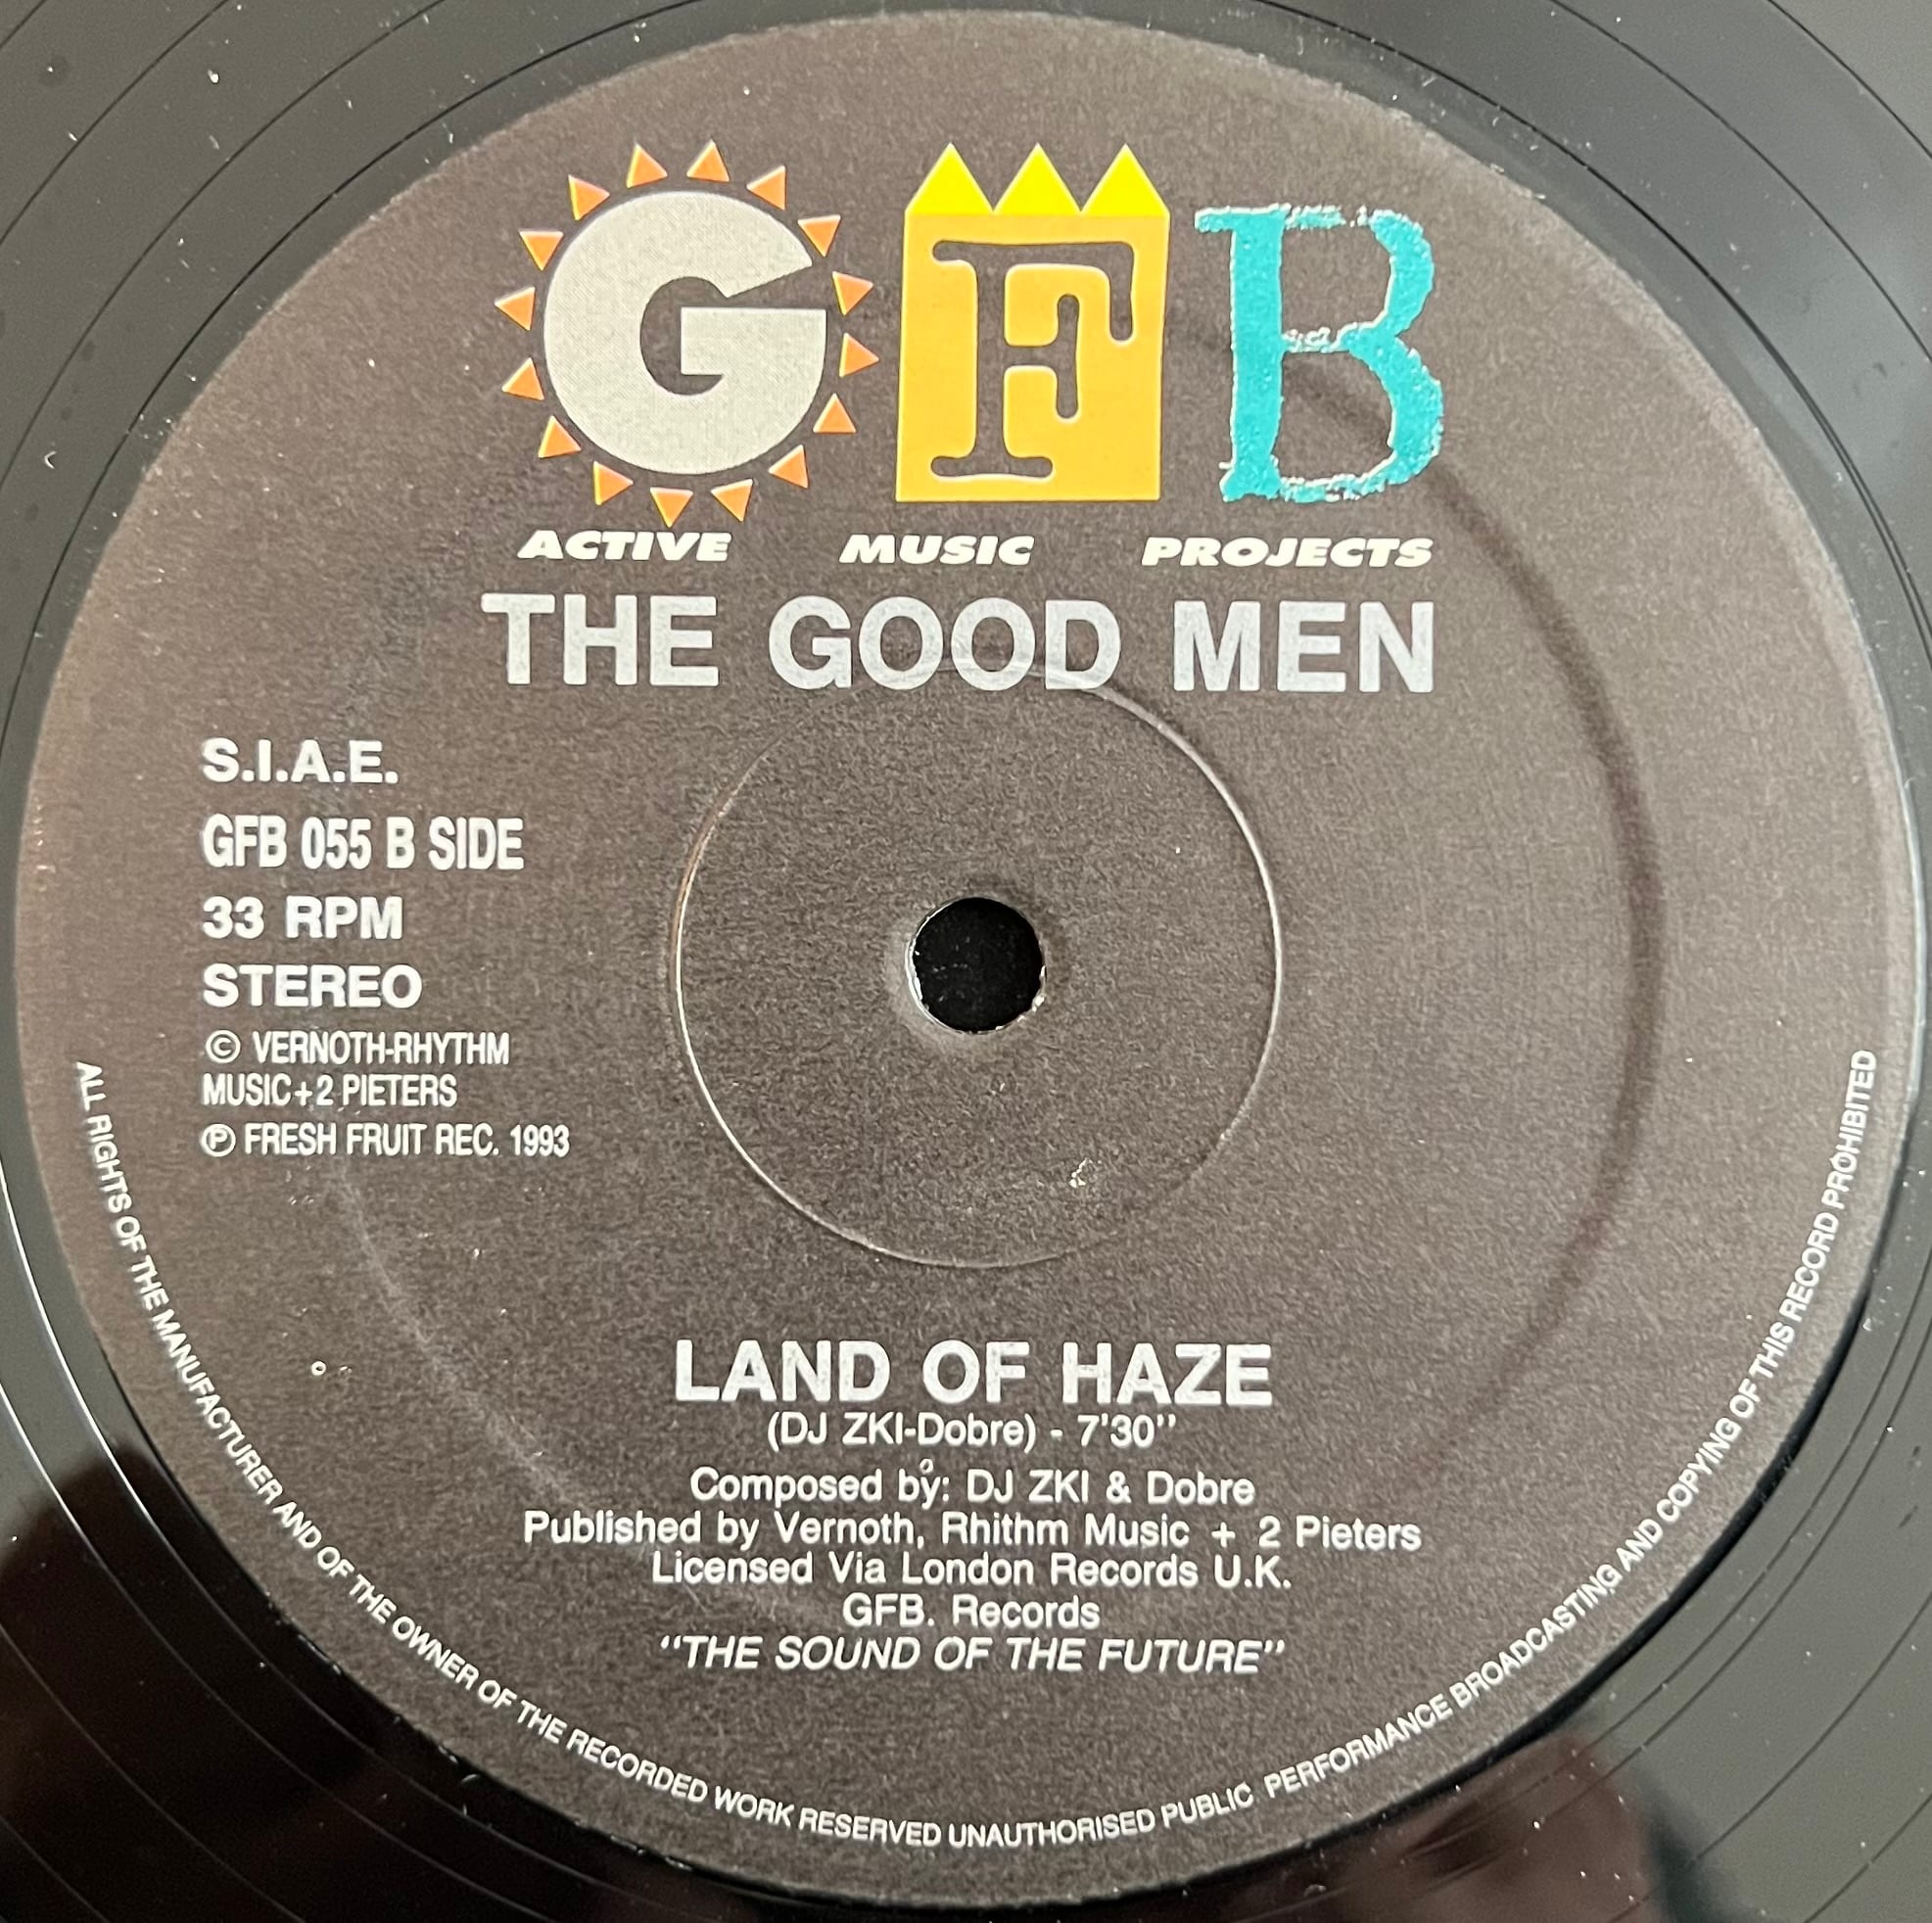 GFB
ACTIVE MUSIC PROJECTS
THE GOOD MEN
S.I.A.E.
GFB 055 B SIDE
33 RPM
STEREO
© VERNOTH-RHYTHM
MUSIC+2 PIETERS
℗ FRESH FRUIT REC. 1993
LAND OF HAZE
(DJ ZKI-Dobre) - 7'30''
Composed by: DJ ZKI & Dobre
Published by Vernoth, Rhithm Music + 2 Pieters
Licensed Via London Records U.K.
GFB. Records
"THE SOUND OF THE FUTURE"
ALL RIGHTS OF THE MANUFACTURER AND OF THE OWNER OF THE RECORDED WORK RESERVED UNAUTHORISED PUBLIC PERFORMANCE BROADCASTING AND COPYING OF THIS RECORD PROHIBITED